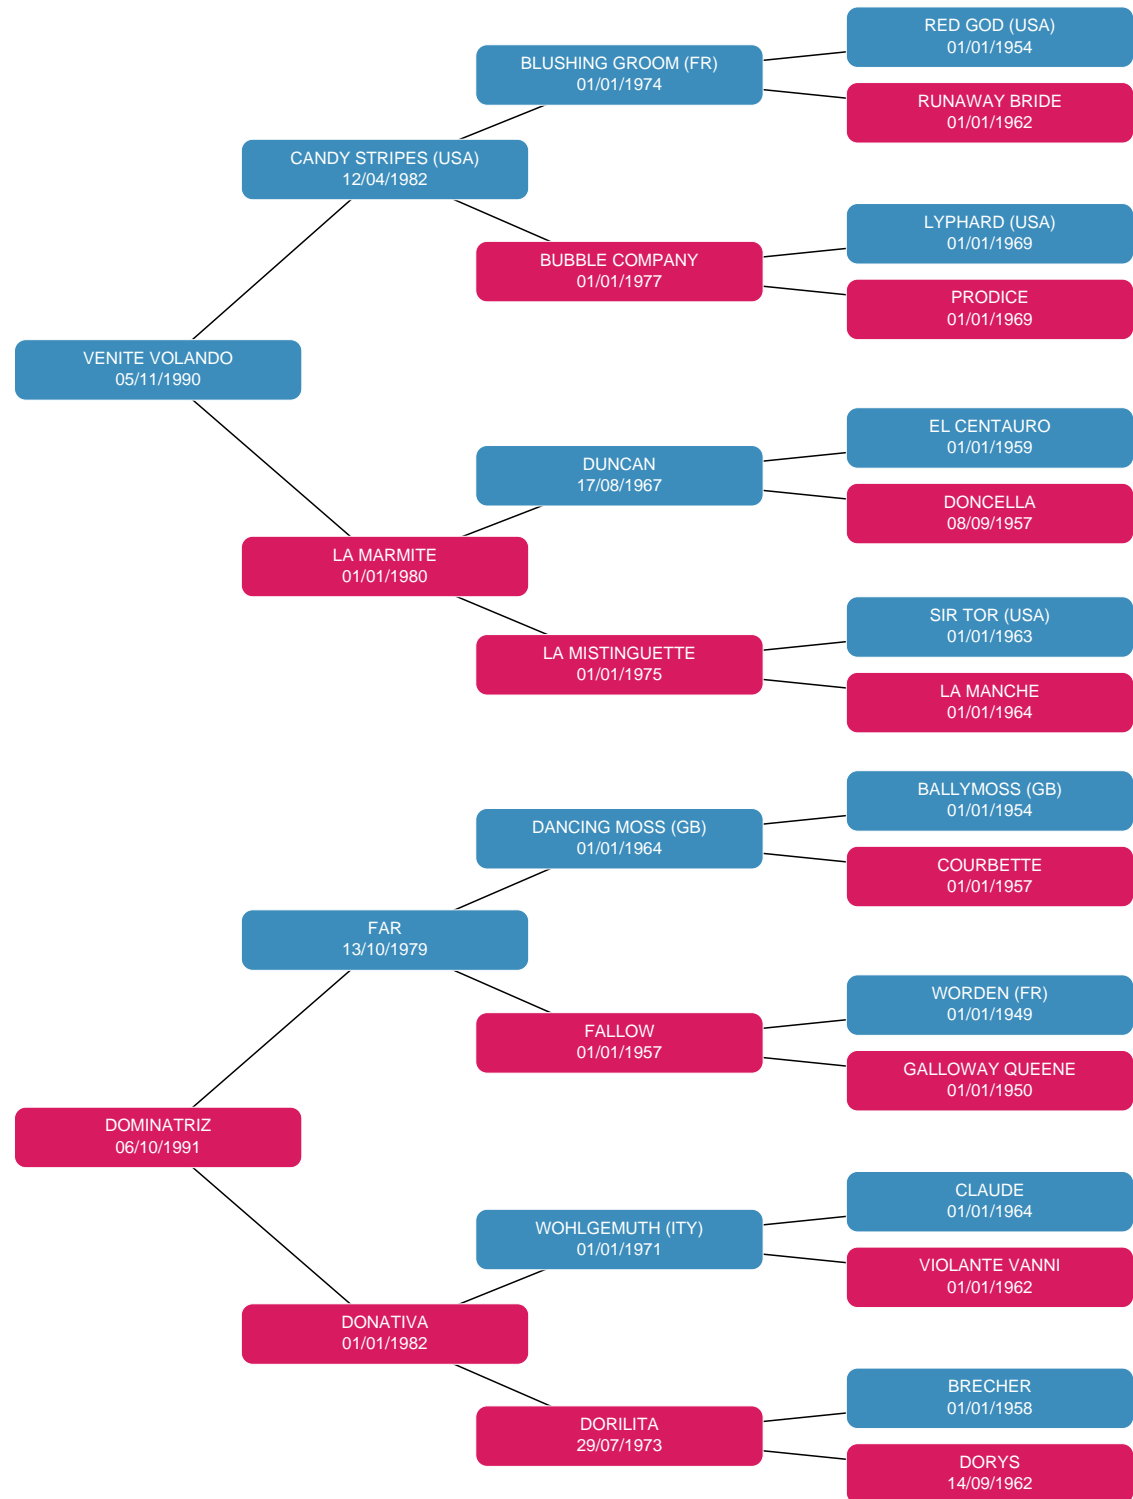 RED GOD (USA)
01/01/1954
BLUSHING GROOM (FR)
01/01/1974
RUNAWAY BRIDE
01/01/1962
CANDY STRIPES (USA)
12/04/1982
LYPHARD (USA)
01/01/1969
BUBBLE COMPANY
01/01/1977
PRODICE
01/01/1969
VENITE VOLANDO
05/11/1990
EL CENTAURO
01/01/1959
DUNCAN
17/08/1967
DONCELLA
08/09/1957
LA MARMITE
01/01/1980
SIR TOR (USA)
01/01/1963
LA MISTINGUETTE
01/01/1975
LA MANCHE
01/01/1964
BALLYMOSS (GB)
01/01/1954
DANCING MOSS (GB)
01/01/1964
COURBETTE
01/01/1957
FAR
13/10/1979
WORDEN (FR)
01/01/1949
FALLOW
01/01/1957
GALLOWAY QUEENE
01/01/1950
DOMINATRIZ
06/10/1991
CLAUDE
01/01/1964
WOHLGEMUTH (ITY)
01/01/1971
VIOLANTE VANNI
01/01/1962
DONATIVA
01/01/1982
BRECHER
01/01/1958
DORILITA
29/07/1973
DORYS
14/09/1962